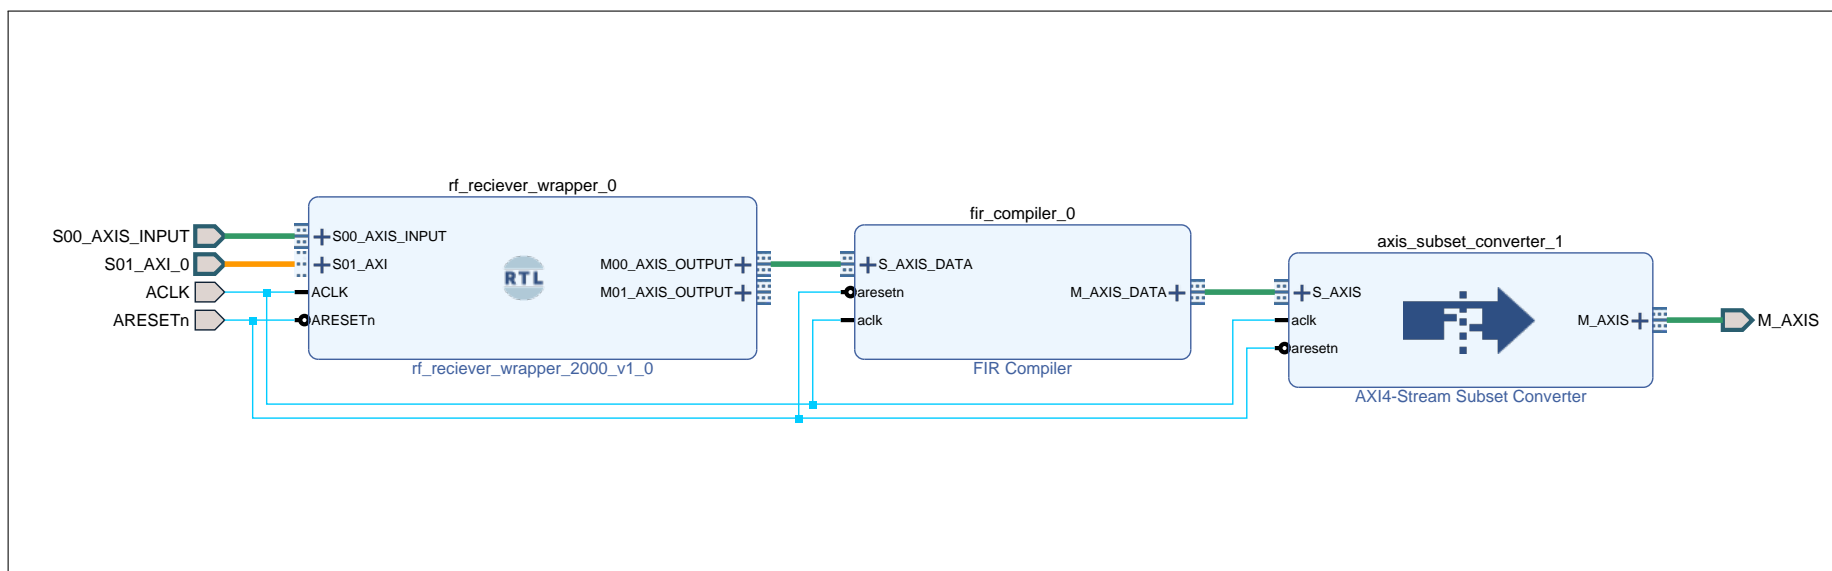 rf_reciever_wrapper_0
S00_AXIS_INPUT
S01_AXI_0
ACLK
ARESETn
S00_AXIS_INPUT
S01_AXI
ACLK
ARESETn
RTL
M00_AXIS_OUTPUT
M01_AXIS_OUTPUT
rf_reciever_wrapper_2000_v1_0
fir_compiler_0
S_AXIS_DATA
aresetn
aclk
M_AXIS_DATA
FIR Compiler
axis_subset_converter_1
S_AXIS
aclk
aresetn
M_AXIS
AXI4-Stream Subset Converter
M_AXIS